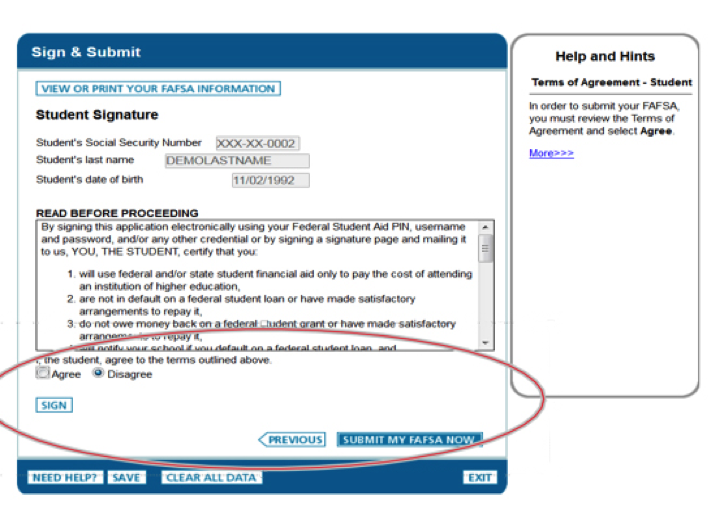 Sign & Submit
VIEW OR PRINT YOUR FAFSA INFORMATION
Student Signature
Student's Social Security Number XXX-XX-0002
Student's last name DEMOLASTNAME
Student's date of birth 11/02/1992
READ BEFORE PROCEEDING
By signing this application electronically using your Federal Student Aid PIN, username
and password, and/or any other credential or by signing a signature page and mailing it
to us, YOU, THE STUDENT, certify that you:
1. will use federal and/or state student financial aid only to pay the cost of attending
an institution of higher education,
2. are not in default on a federal student loan or have made satisfactory
arrangements to repay it,
3. do not owe money back on a federal student grant or have made satisfactory
arrangements to repay it,
4. will notify your school if you default on a federal student loan, and
I, the student, agree to the terms outlined above.
Agree Disagree
SIGN
PREVIOUS SUBMIT MY FAFSA NOW
NEED HELP? SAVE CLEAR ALL DATA EXIT
Help and Hints
Terms of Agreement - Student
In order to submit your FAFSA,
you must review the Terms of
Agreement and select Agree.
More>>>